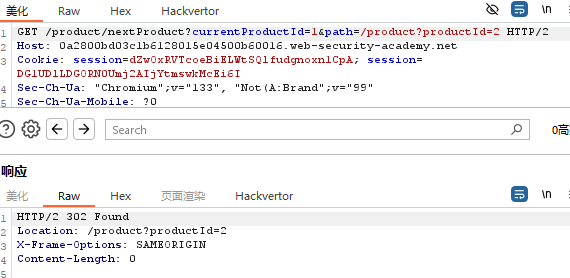 美化 Raw Hex Hackvertor \n
1 GET /product/nextProduct?currentProductId=1&path=/product?productId=2 HTTP/2
2 Host: 0a2800bd03c1b6128015e04500b60016.web-security-academy.net
3 Cookie: session=dZw0xRVTcoeBiELWtSQlfudgnoxnlCpA; session=
DGlUD1LDG0RNOUmj2AIjYtmswkMcEi6I
4 Sec-Ch-Ua: "Chromium";v="133", "Not(A:Brand";v="99"
5 Sec-Ch-Ua-Mobile: ?0
Search 0高
响应
美化 Raw Hex 页面渲染 Hackvertor \n
1 HTTP/2 302 Found
2 Location: /product?productId=2
3 X-Frame-Options: SAMEORIGIN
4 Content-Length: 0
5